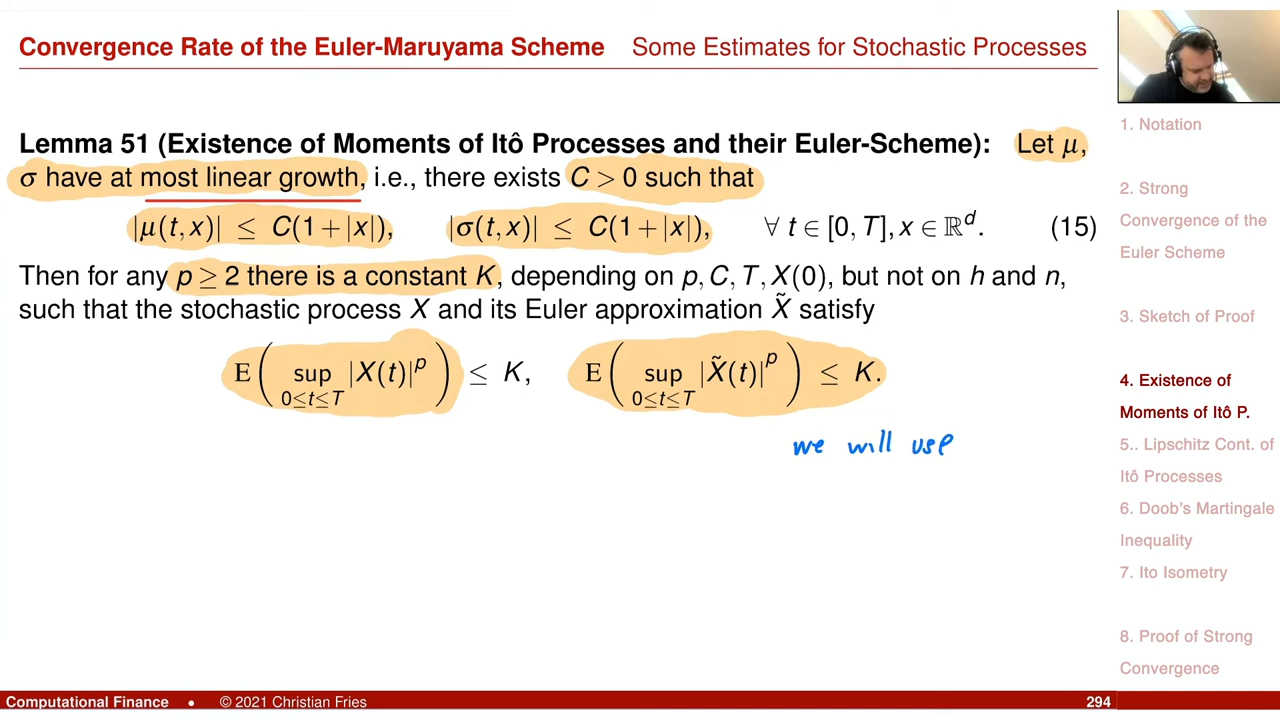 Convergence Rate of the Euler-Maruyama Scheme Some Estimates for Stochastic Processes
Lemma 51 (Existence of Moments of Itô Processes and their Euler-Scheme): Let μ,
σ have at most linear growth, i.e., there exists C > 0 such that
|μ(t,x)| ≤ C(1+|x|), |σ(t,x)| ≤ C(1+|x|), ∀ t ∈ [0,T], x ∈ ℝ^d. (15)
Then for any p ≥ 2 there is a constant K, depending on p, C, T, X(0), but not on h and n,
such that the stochastic process X and its Euler approximation X̃ satisfy
E( sup_{0≤t≤T} |X(t)|^p ) ≤ K, E( sup_{0≤t≤T} |X̃(t)|^p ) ≤ K.
we will use
1. Notation
2. Strong
Convergence of the
Euler Scheme
3. Sketch of Proof
4. Existence of
Moments of Itô P.
5.. Lipschitz Cont. of
Itô Processes
6. Doob's Martingale
Inequality
7. Ito Isometry
8. Proof of Strong
Convergence
Computational Finance • © 2021 Christian Fries 294